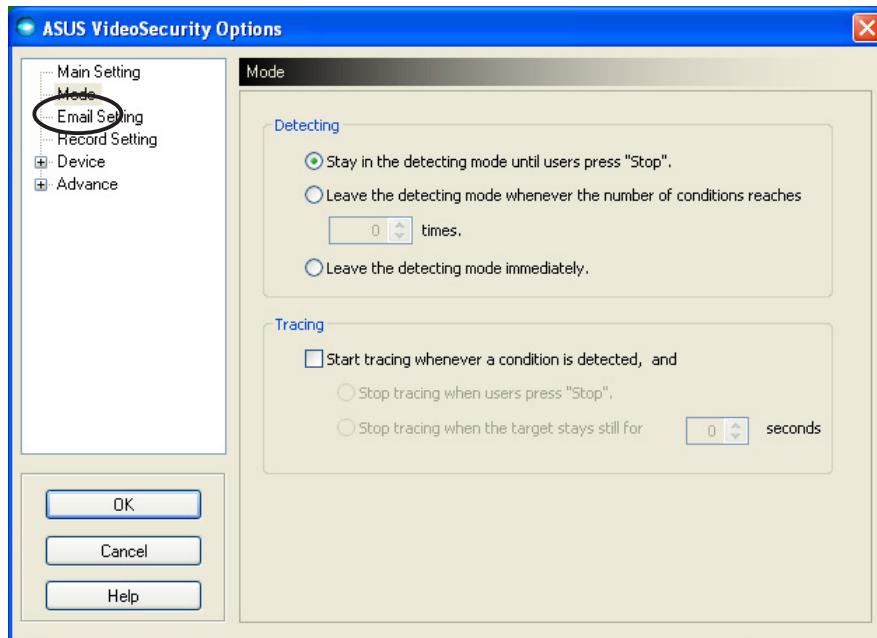 ASUS VideoSecurity Options
Main Setting
Mode
Email Setting
Record Setting
Device
Advance
OK
Cancel
Help
Mode
Detecting
Stay in the detecting mode until users press "Stop".
Leave the detecting mode whenever the number of conditions reaches
0 times.
Leave the detecting mode immediately.
Tracing
Start tracing whenever a condition is detected, and
Stop tracing when users press "Stop".
Stop tracing when the target stays still for 0 seconds